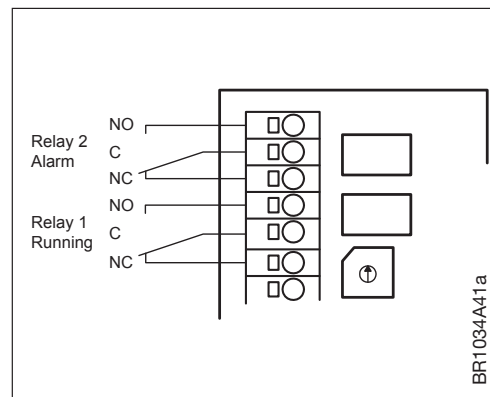 NO
Relay 2
Alarm
C
NC
NO
Relay 1
Running
C
NC
BR1034A41a